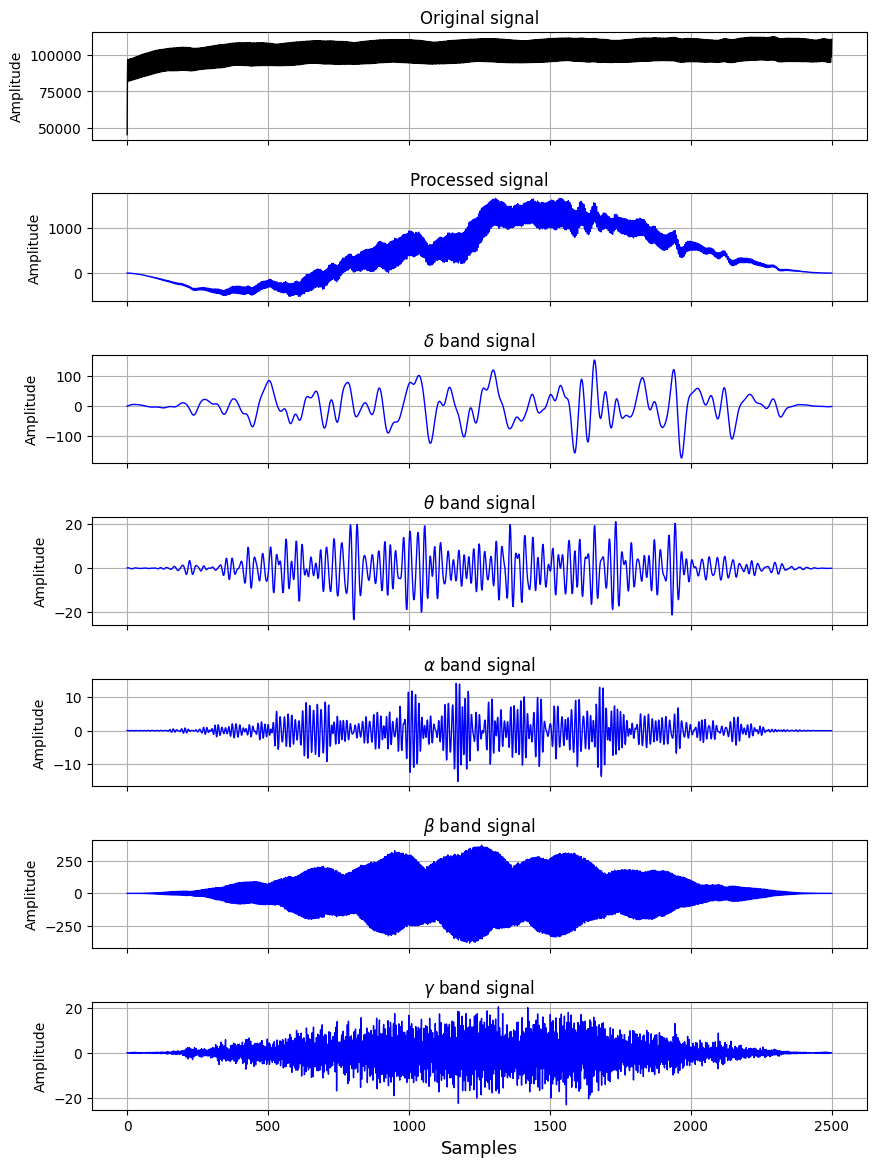 Original signal
Amplitude
100000
75000
50000
Processed signal
Amplitude
1000
0
δ band signal
Amplitude
100
0
−100
θ band signal
Amplitude
20
0
−20
α band signal
Amplitude
10
0
−10
β band signal
Amplitude
250
0
−250
γ band signal
Amplitude
20
0
−20
0 500 1000 1500 2000 2500
Samples